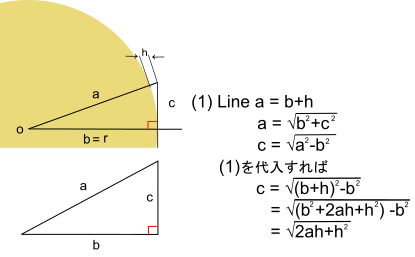 h
a
c
o
b = r
a
c
b
(1) Line a = b+h
a = √b²+c²
c = √a²-b²
(1)を代入すれば
c = √(b+h)²-b²
= √(b²+2ah+h²) -b²
= √2ah+h²